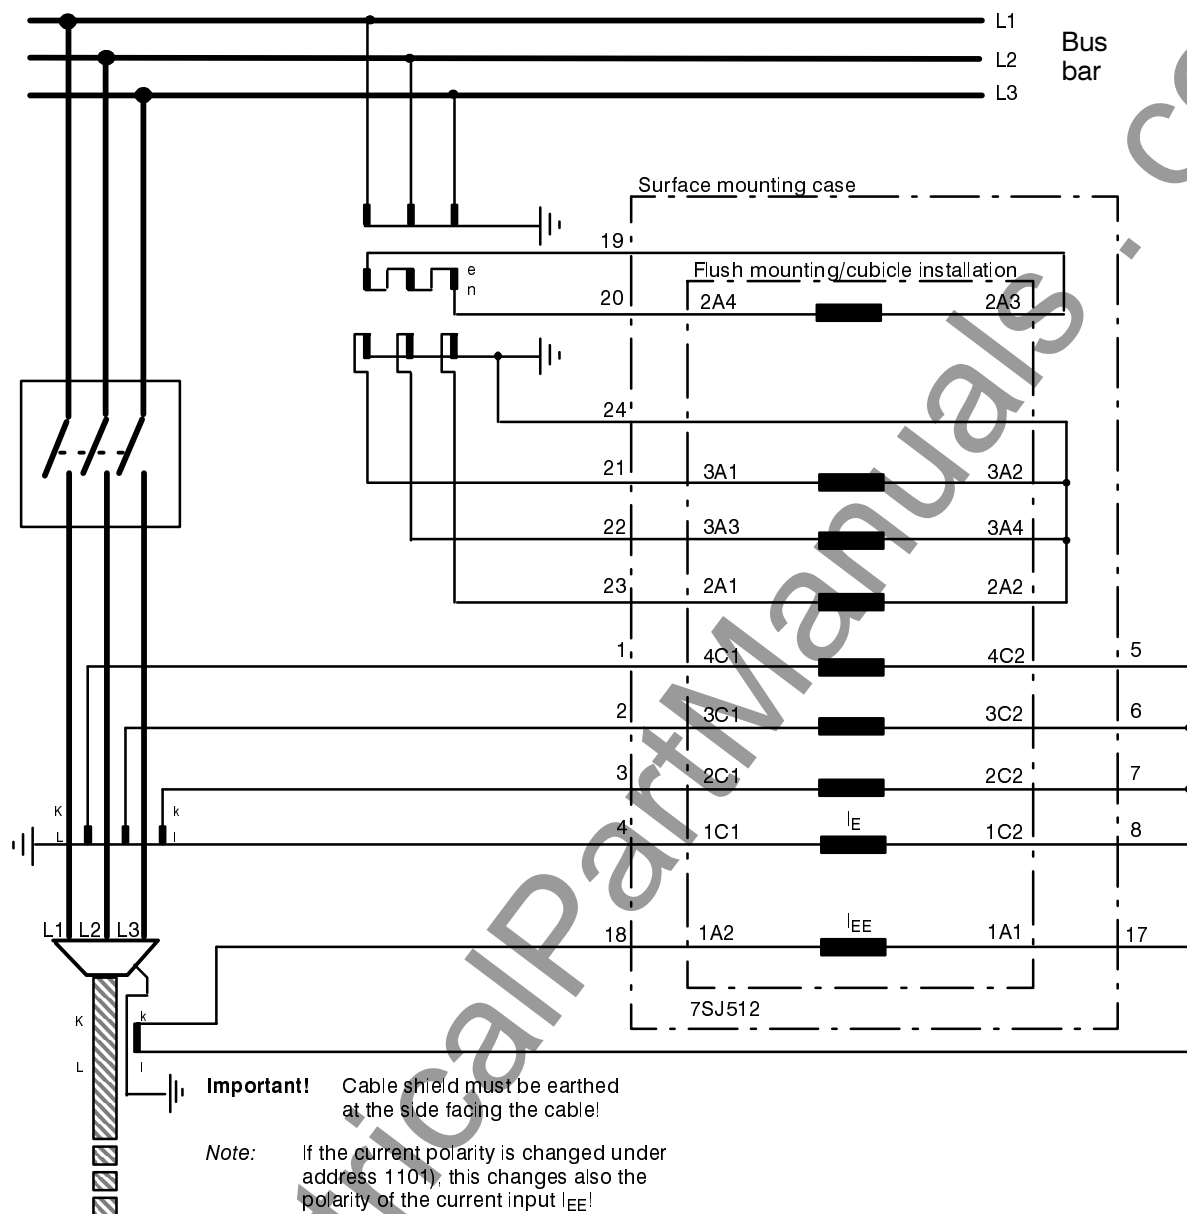 L1
L2
L3
Bus
bar
Surface mounting case
19
Flush mounting/cubicle installation
e
n
20
2A4
2A3
24
21
3A1
3A2
22
3A3
3A4
23
2A1
2A2
1
4C1
4C2
5
2
3C1
3C2
6
3
2C1
2C2
7
K
k
L
l
4
1C1
IE
1C2
8
L1 L2 L3
18
1A2
IEE
1A1
17
7SJ512
K
k
L
l
Important! Cable shield must be earthed
at the side facing the cable!
Note: If the current polarity is changed under
address 1101), this changes also the
polarity of the current input IEE!
ricalPartManuals . c